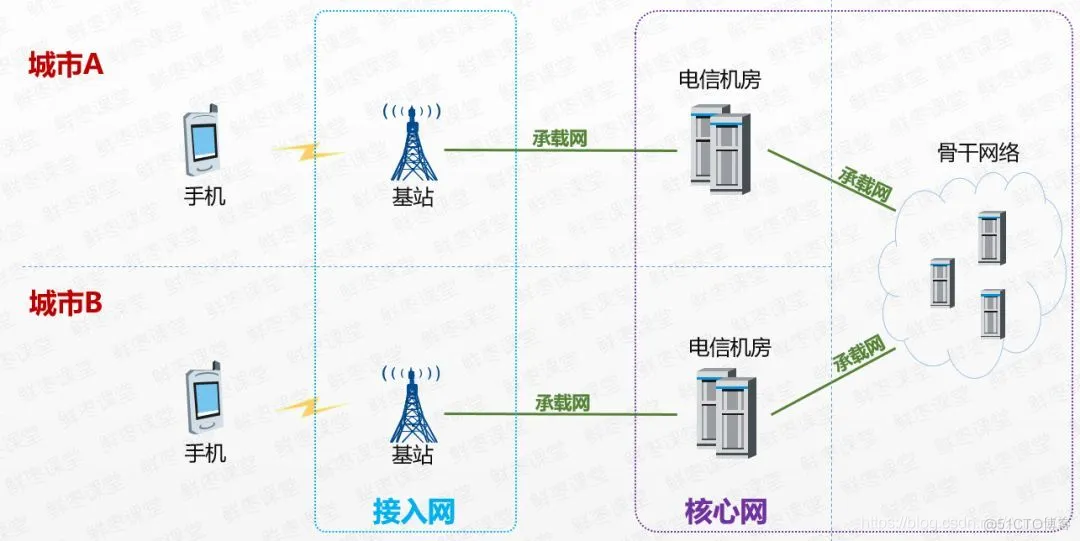 城市A
电信机房
承载网
骨干网络
承载网
手机
基站
城市B
电信机房
承载网
承载网
手机
基站
接入网
核心网
鲜枣课堂
https://blog.csdn.
@51CTO博客